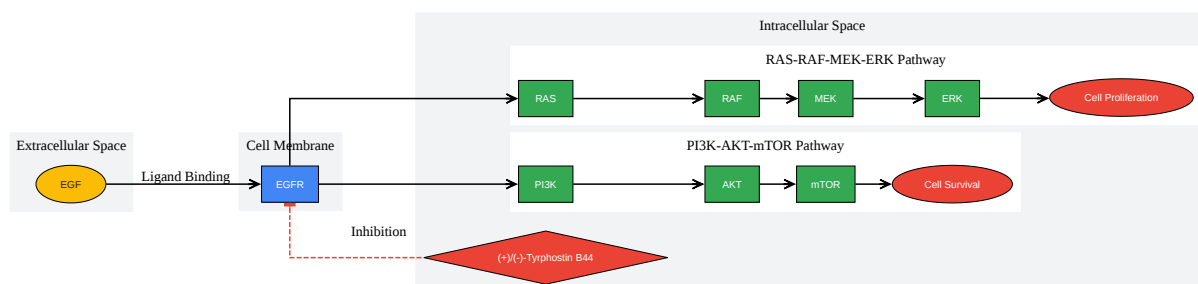 Intracellular Space
RAS-RAF-MEK-ERK Pathway
RAS
RAF
MEK
ERK
Cell Proliferation
Extracellular Space
EGF
Ligand Binding
Cell Membrane
EGFR
PI3K-AKT-mTOR Pathway
PI3K
AKT
mTOR
Cell Survival
Inhibition
(+)/(-)-Tyrphostin B44